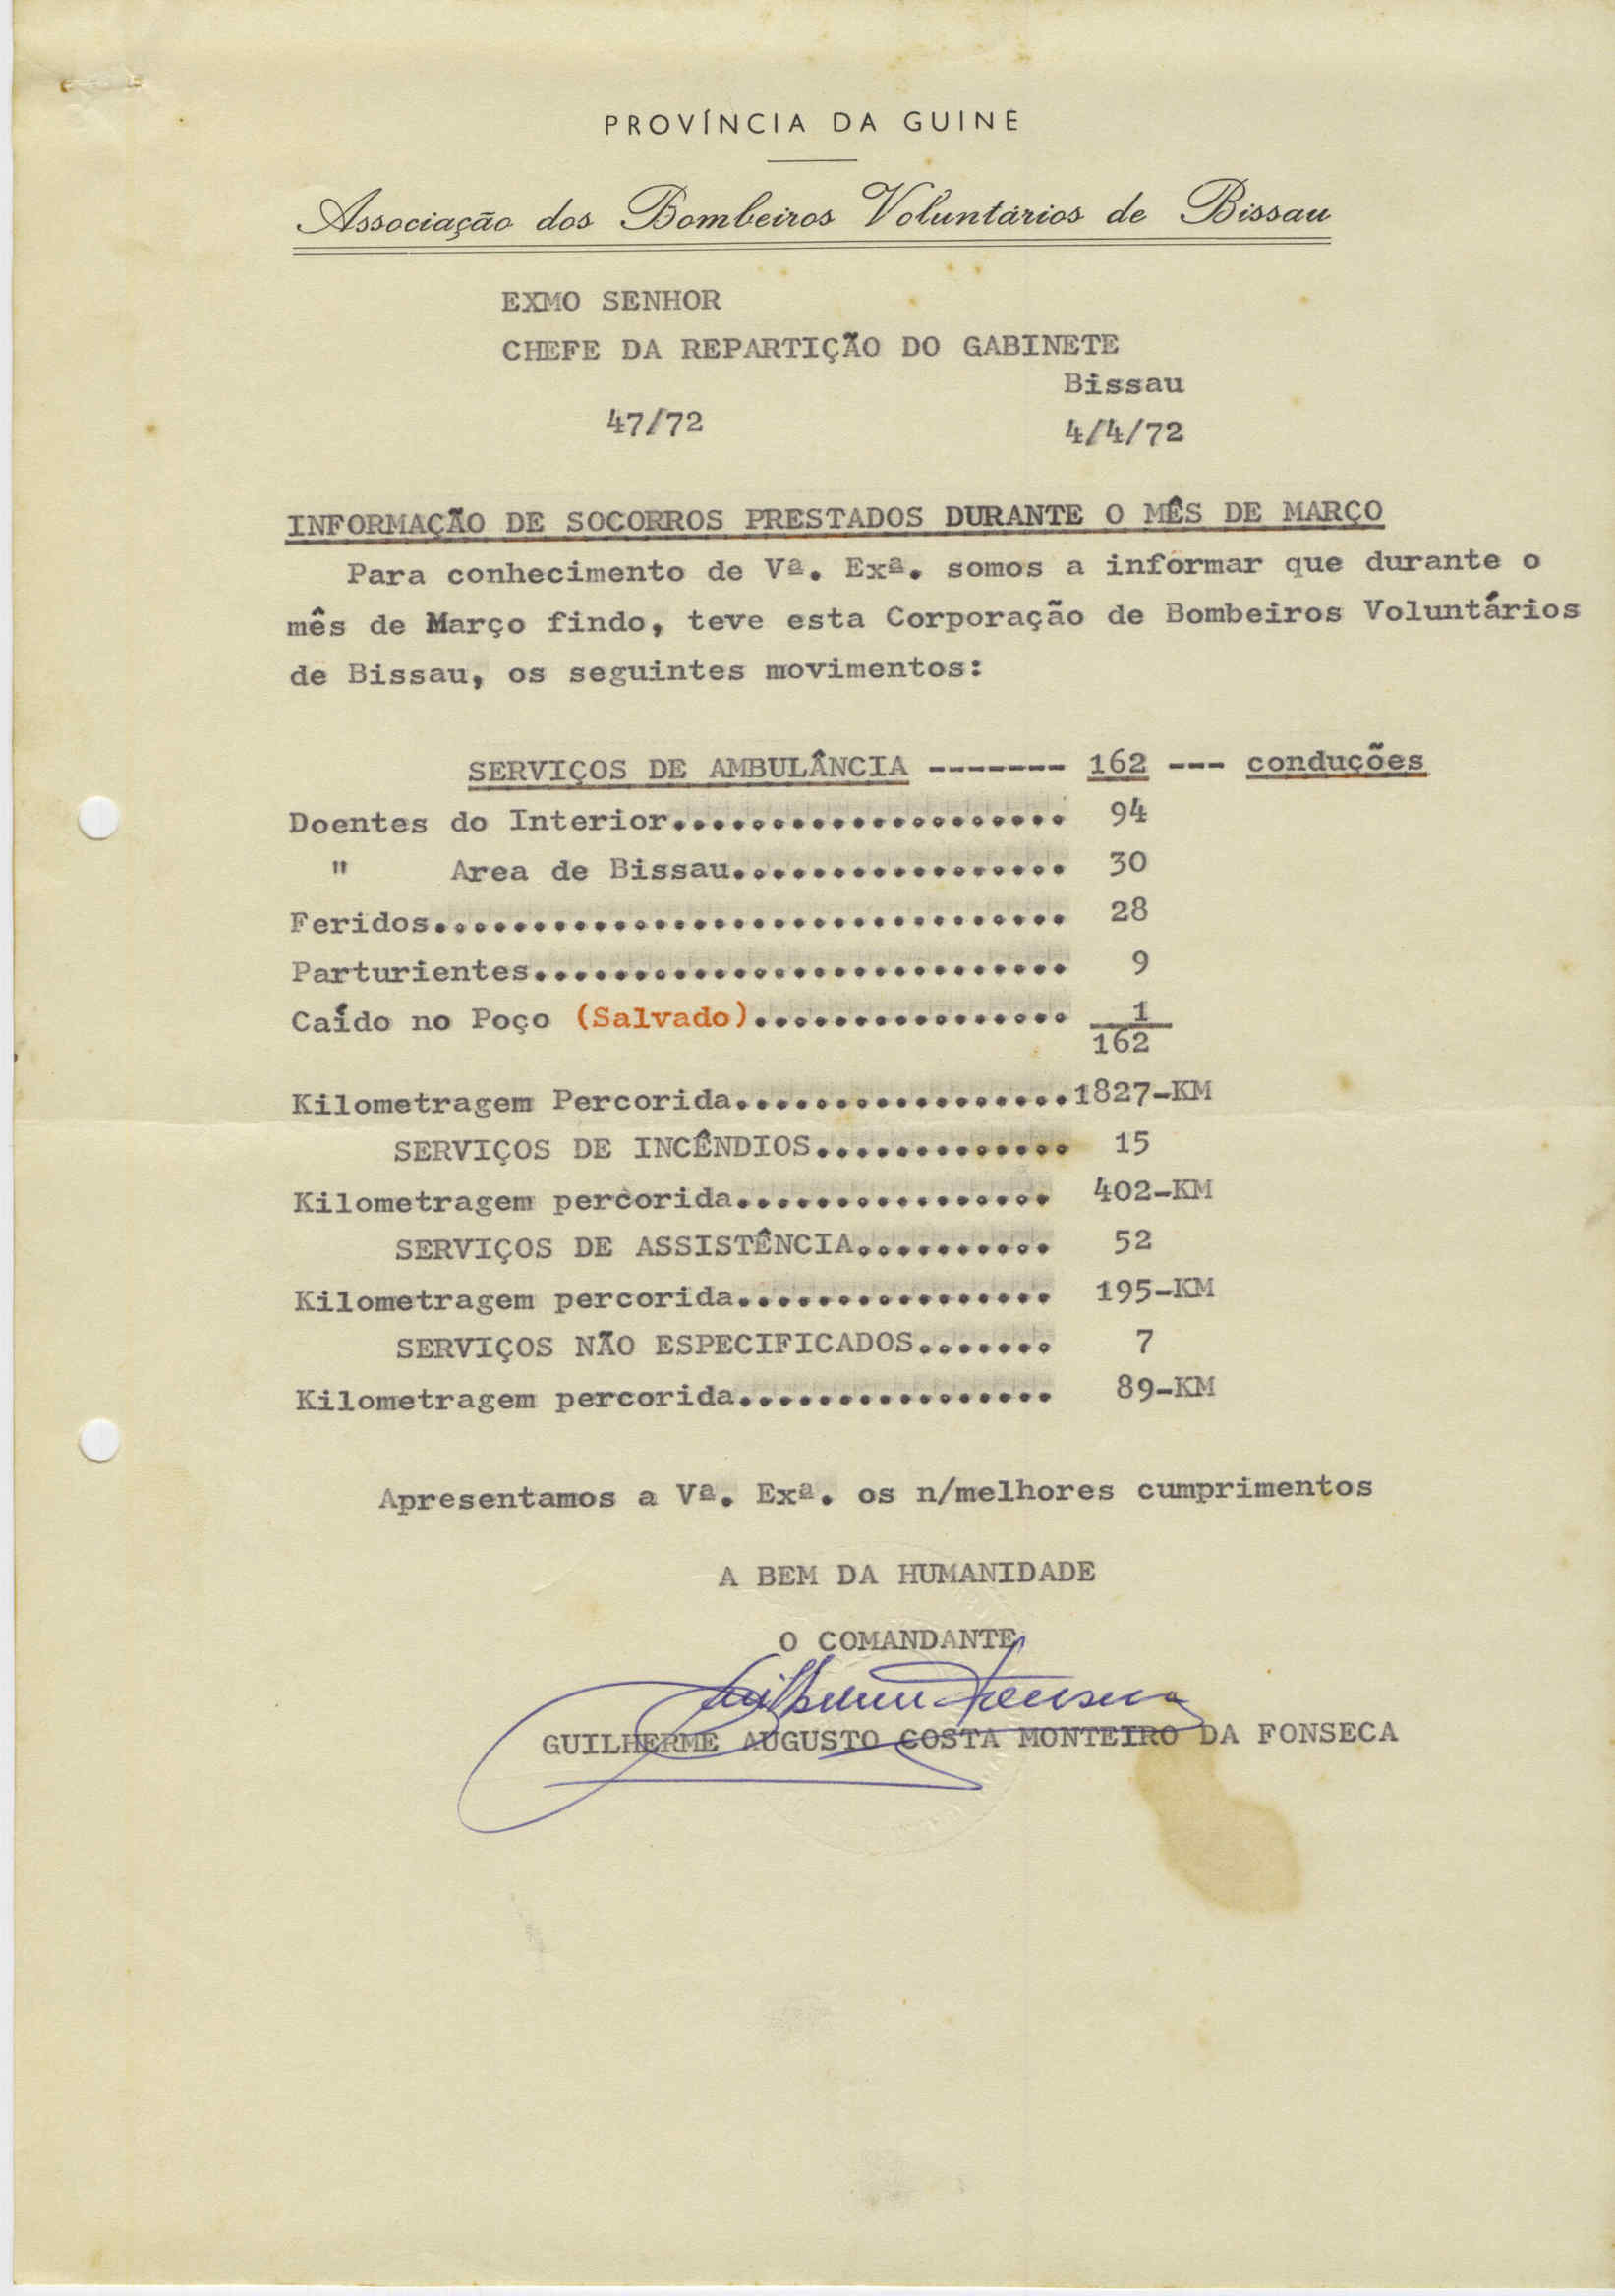 PROVÍNCIA DA GUINÉ
Associação dos Bombeiros Voluntários de Bissau
EXMO SENHOR
CHEFE DA REPARTIÇÃO DO GABINETE
Bissau
47/72 4/4/72
INFORMAÇÃO DE SOCORROS PRESTADOS DURANTE O MÊS DE MARÇO
Para conhecimento de Vª. Exª. somos a informar que durante o
mês de Março findo, teve esta Corporação de Bombeiros Voluntários
de Bissau, os seguintes movimentos:
SERVIÇOS DE AMBULÂNCIA ------- 162 --- conduções
Doentes do Interior.................... 94
" Area de Bissau................. 30
Feridos................................ 28
Parturientes........................... 9
Caído no Poço (Salvado)................ 1
162
Kilometragem Percorida.................1827-KM
SERVIÇOS DE INCÊNDIOS............. 15
Kilometragem percorida................ 402-KM
SERVIÇOS DE ASSISTÊNCIA.......... 52
Kilometragem percorida................ 195-KM
SERVIÇOS NÃO ESPECIFICADOS....... 7
Kilometragem percorida................ 89-KM
Apresentamos a Vª. Exª. os n/melhores cumprimentos
A BEM DA HUMANIDADE
O COMANDANTE
Guilherme Fonseca
GUILHERME AUGUSTO COSTA MONTEIRO DA FONSECA